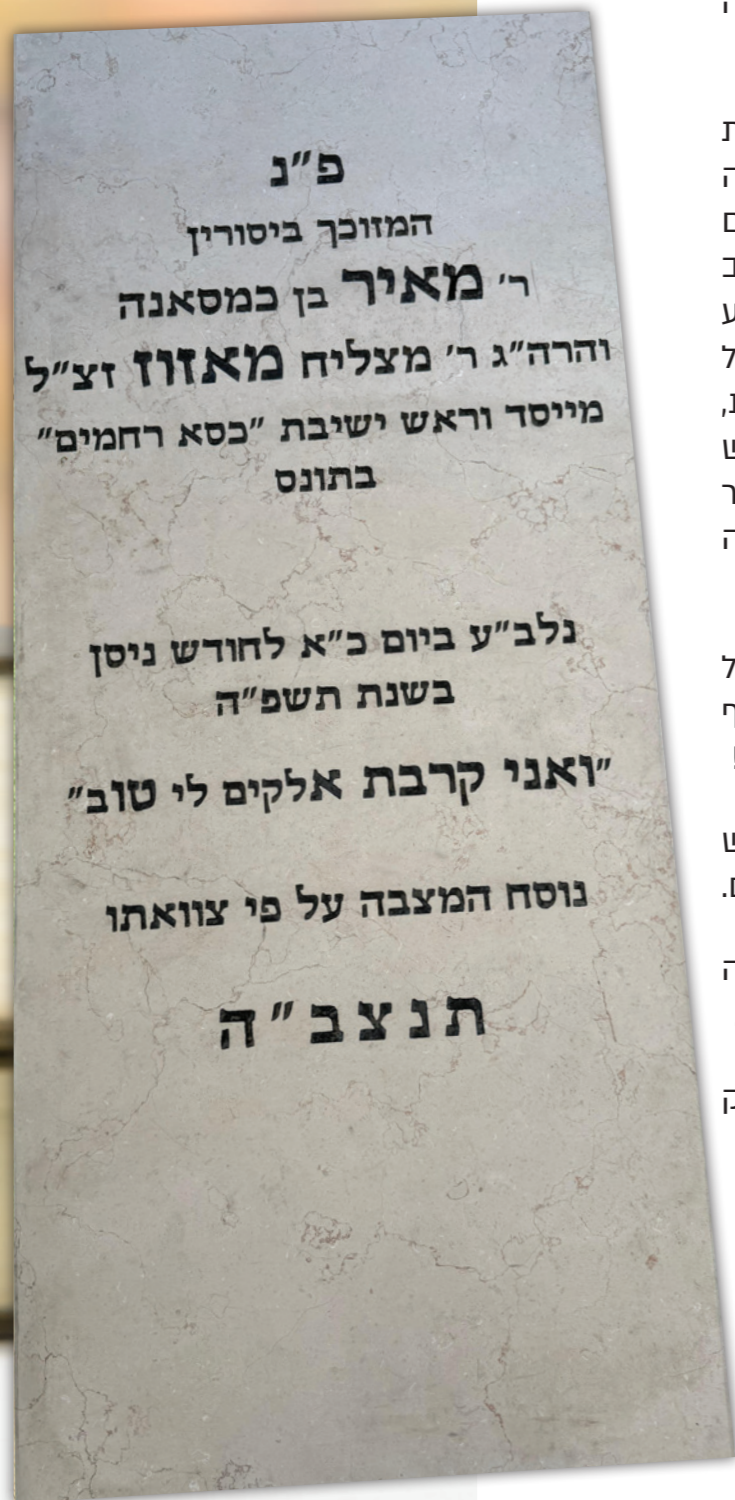 פ"נ
המזוכך ביסורין
ר' מאיר בן כמסאנה
והרה"ג ר' מצליח מאזוז זצ"ל
מייסד וראש ישיבת "כסא רחמים"
בתונס
נלב"ע ביום כ"א לחודש ניסן
בשנת תשפ"ה
"ואני קרבת אלקים לי טוב"
נוסח המצבה על פי צוואתו
תנצב"ה